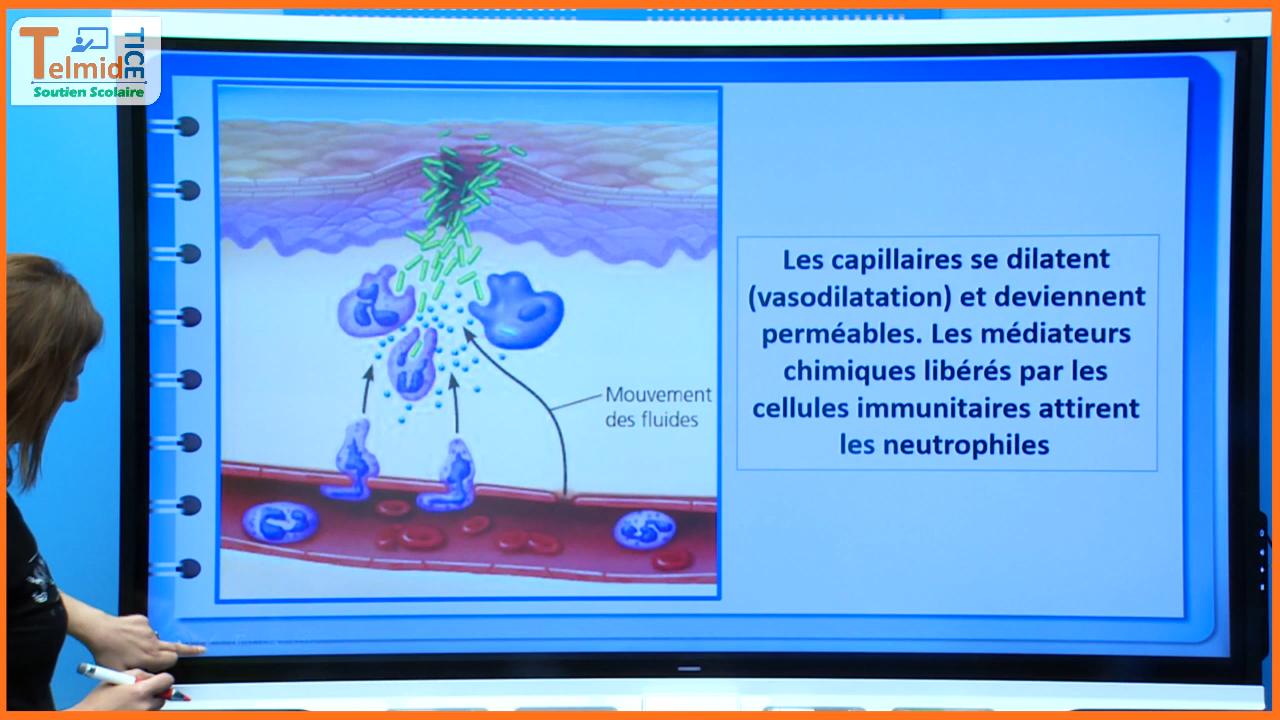 Telmid
TICE
Soutien Scolaire
Les capillaires se dilatent
(vasodilatation) et deviennent
perméables. Les médiateurs
chimiques libérés par les
cellules immunitaires attirent
les neutrophiles
Mouvement
des fluides